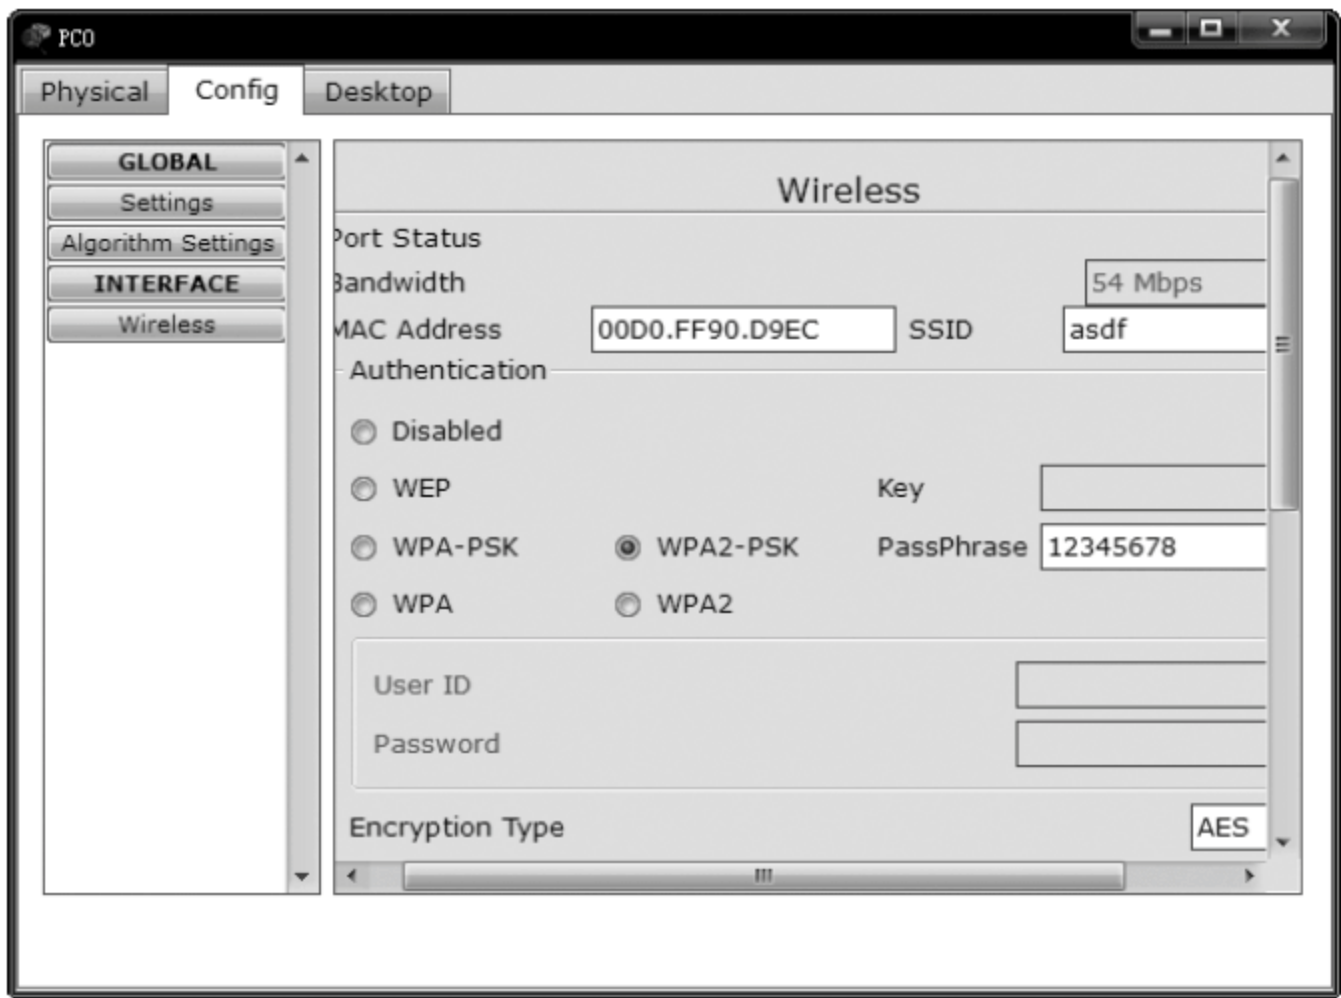 PC0
Physical Config Desktop
GLOBAL
Settings
Algorithm Settings
INTERFACE
Wireless
Wireless
Port Status
Bandwidth 54 Mbps
MAC Address 00D0.FF90.D9EC SSID asdf
Authentication
Disabled
WEP Key
WPA-PSK WPA2-PSK PassPhrase 12345678
WPA WPA2
User ID
Password
Encryption Type AES